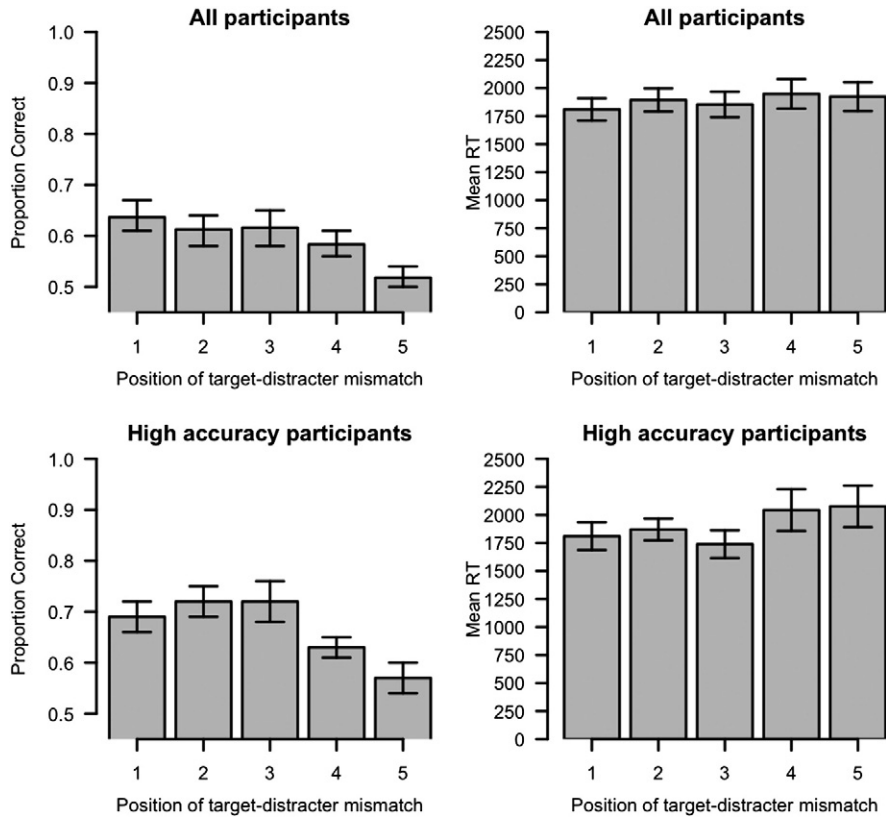 All participants
1.0
0.9
0.8
0.7
0.6
0.5
Proportion Correct
1 2 3 4 5
Position of target-distracter mismatch
All participants
2500
2250
2000
1750
1500
1250
1000
750
500
250
0
Mean RT
1 2 3 4 5
Position of target-distracter mismatch
High accuracy participants
1.0
0.9
0.8
0.7
0.6
0.5
Proportion Correct
1 2 3 4 5
Position of target-distracter mismatch
High accuracy participants
2500
2250
2000
1750
1500
1250
1000
750
500
250
0
Mean RT
1 2 3 4 5
Position of target-distracter mismatch